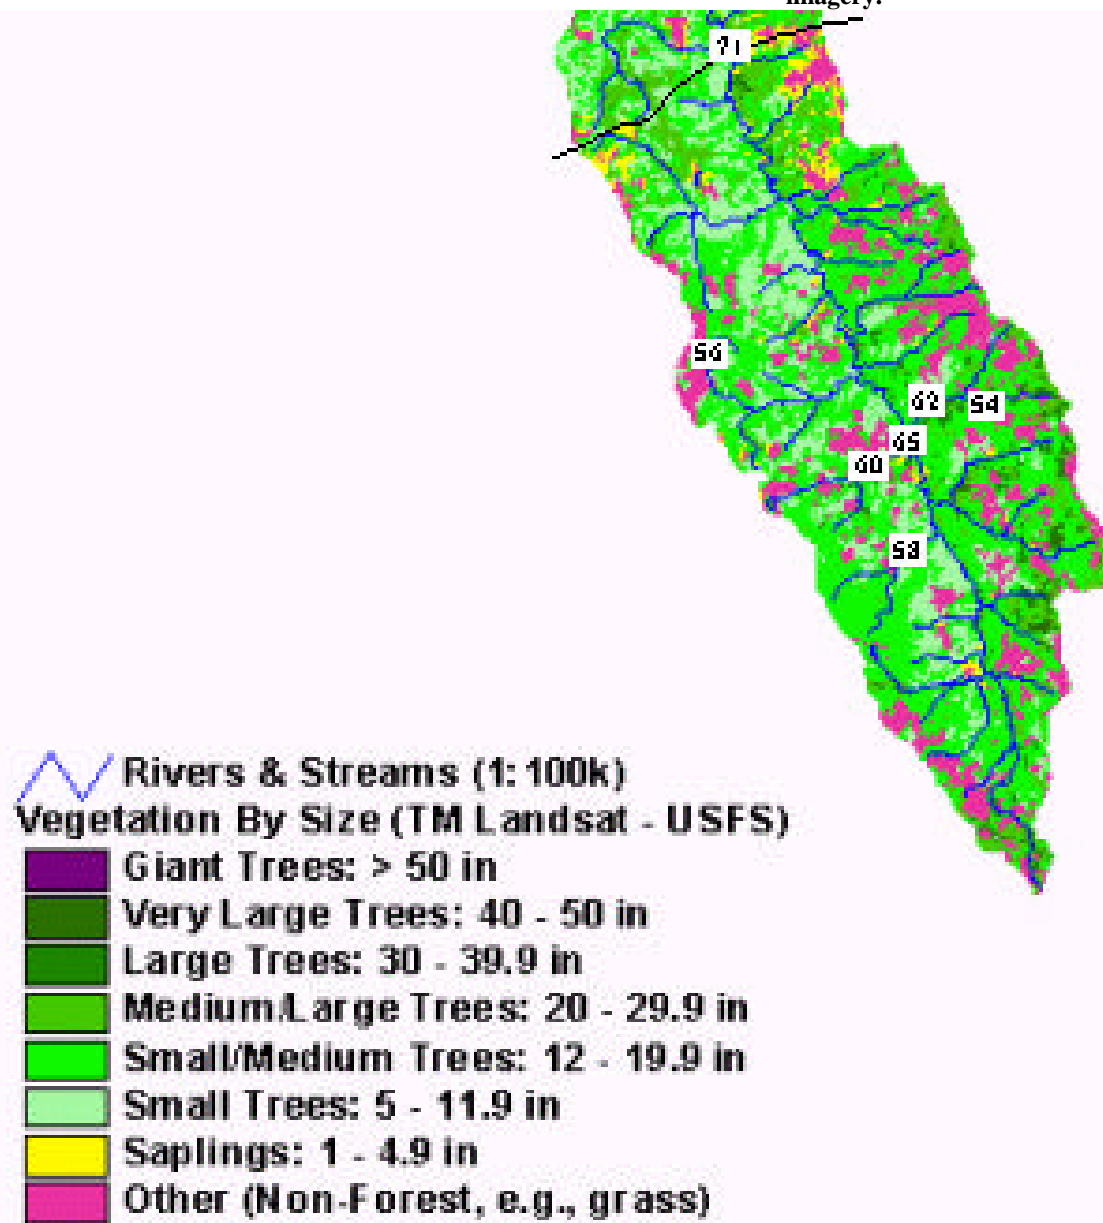 imagery.
71
56
62 54
65
60
58
Rivers & Streams (1:100k)
Vegetation By Size (TM Landsat - USFS)
Giant Trees: > 50 in
Very Large Trees: 40 - 50 in
Large Trees: 30 - 39.9 in
Medium/Large Trees: 20 - 29.9 in
Small/Medium Trees: 12 - 19.9 in
Small Trees: 5 - 11.9 in
Saplings: 1 - 4.9 in
Other (Non-Forest, e.g., grass)